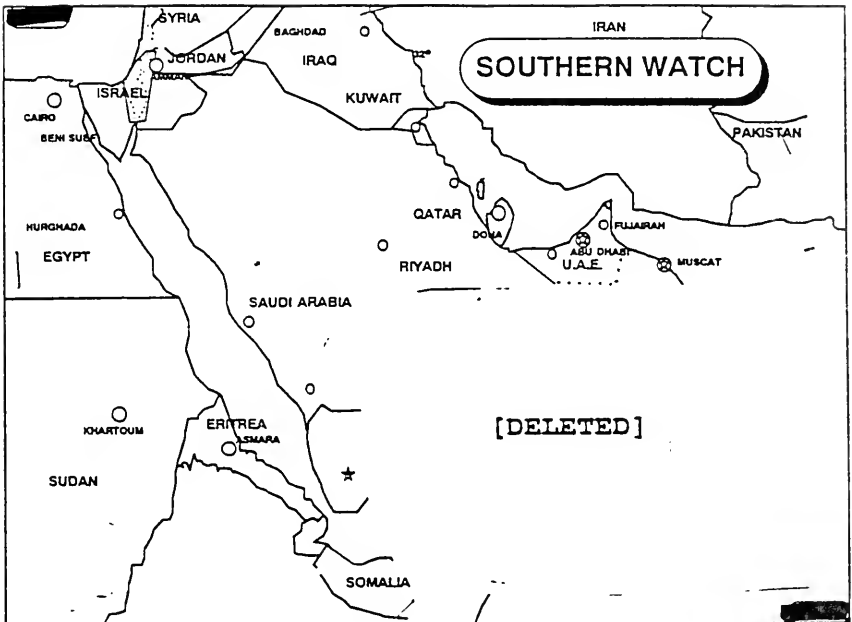 SYRIA
IRAN
BAGHDAD
JORDAN
IRAQ
SOUTHERN WATCH
AMMAN
ISRAEL
KUWAIT
CAIRO
BENI SUEF
PAKISTAN
QATAR
HURGHADA
DOHA
FUJAIRAH
EGYPT
ABU DHABI
RIYADH
U.A.E
MUSCAT
SAUDI ARABIA
ERITREA
[DELETED]
KHARTOUM
ASMARA
SUDAN
SOMALIA